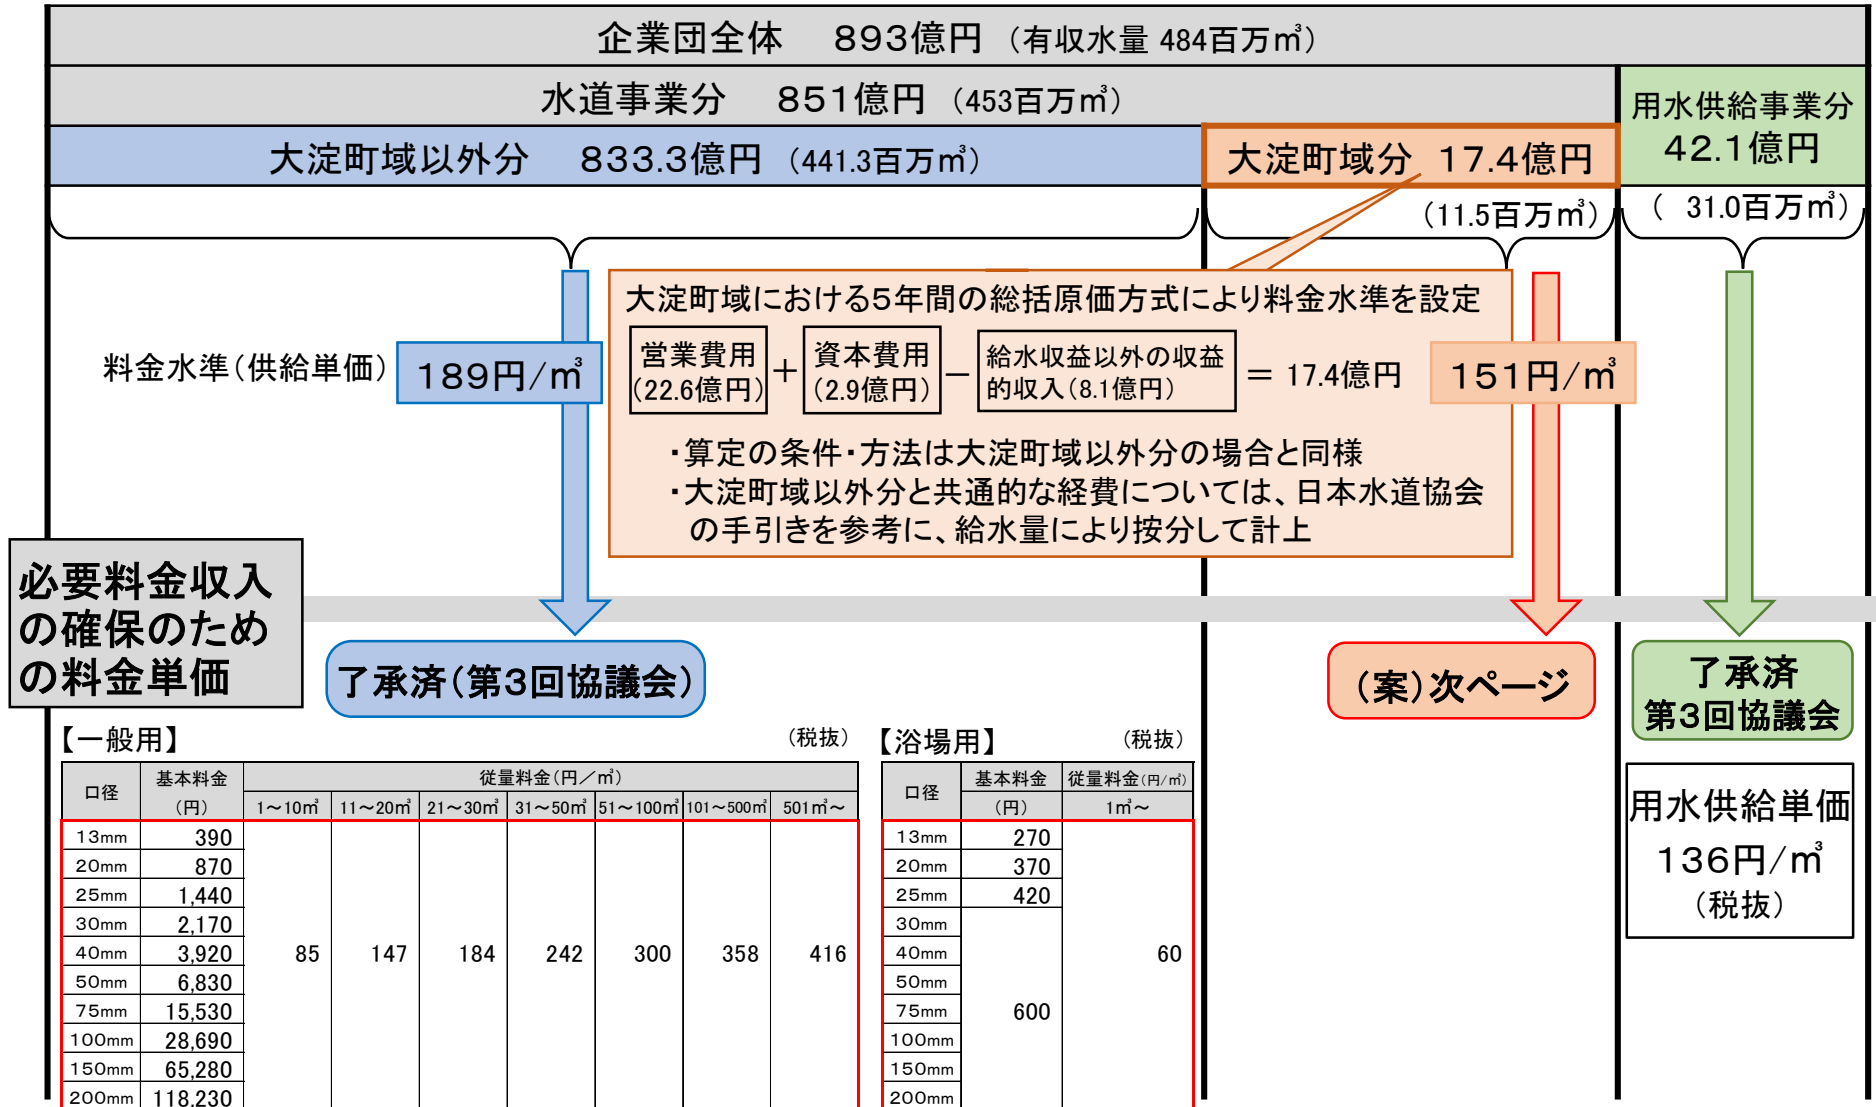 企業団全体 893億円（有収水量 484百万㎥）
水道事業分 851億円（453百万㎥）
用水供給事業分
42.1億円
大淀町域以外分 833.3億円（441.3百万㎥）
大淀町域分 17.4億円
（11.5百万㎥）
（ 31.0百万㎥）
大淀町域における5年間の総括原価方式により料金水準を設定
営業費用
(22.6億円)
＋
資本費用
(2.9億円)
－
給水収益以外の収益
的収入(8.1億円)
＝ 17.4億円
料金水準(供給単価)
189円/㎥
151円/㎥
・算定の条件・方法は大淀町域以外分の場合と同様
・大淀町域以外分と共通的な経費については、日本水道協会
の手引きを参考に、給水量により按分して計上
必要料金収入
の確保のため
の料金単価
了承済(第3回協議会)
(案)次ページ
了承済
第3回協議会
【一般用】 (税抜)
口径 基本料金 従量料金(円／㎥)
(円) 1～10㎥ 11～20㎥ 21～30㎥ 31～50㎥ 51～100㎥ 101～500㎥ 501㎥～
13mm 390
20mm 870
25mm 1,440
30mm 2,170
40mm 3,920 85 147 184 242 300 358 416
50mm 6,830
75mm 15,530
100mm 28,690
150mm 65,280
200mm 118,230
【浴場用】 (税抜)
口径 基本料金 従量料金(円/㎥)
(円) 1㎥～
13mm 270
20mm 370
25mm 420
30mm
40mm 60
50mm
75mm 600
100mm
150mm
200mm
用水供給単価
136円/㎥
（税抜）